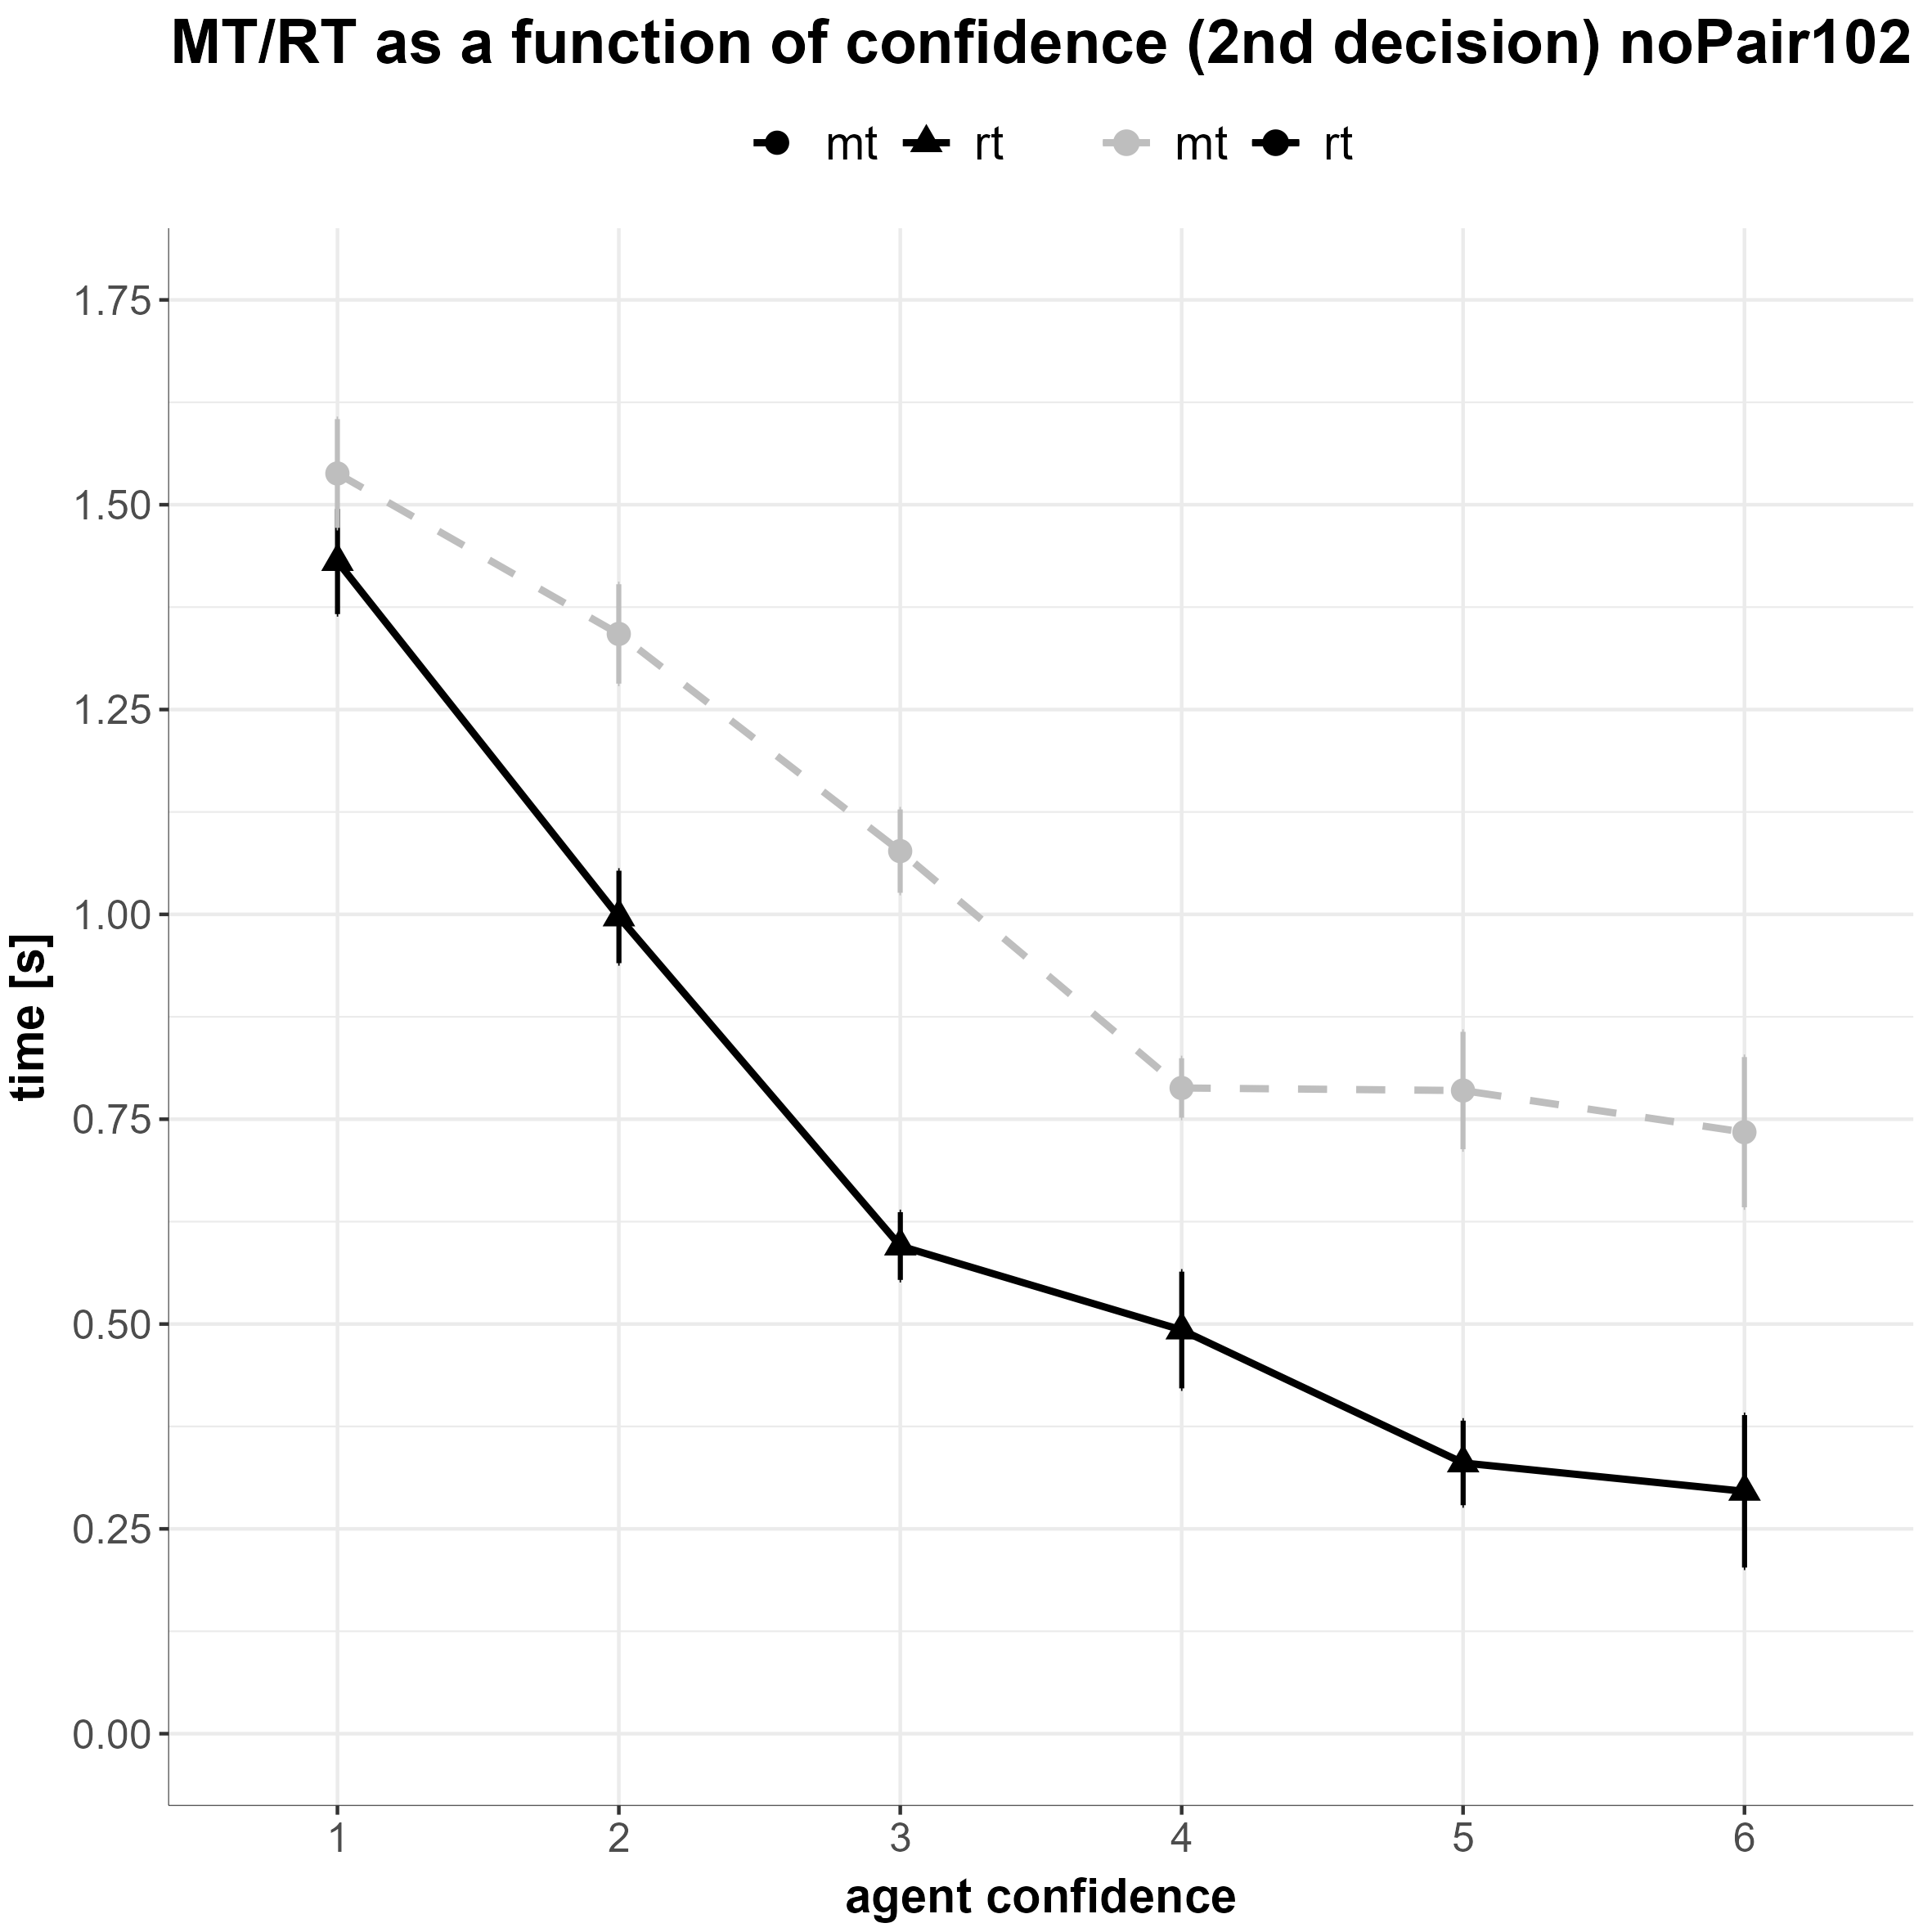 MT/RT as a function of confidence (2nd decision) noPair102
mt rt mt rt
1.75
1.50
1.25
1.00
0.75
0.50
0.25
0.00
time [s]
1 2 3 4 5 6
agent confidence